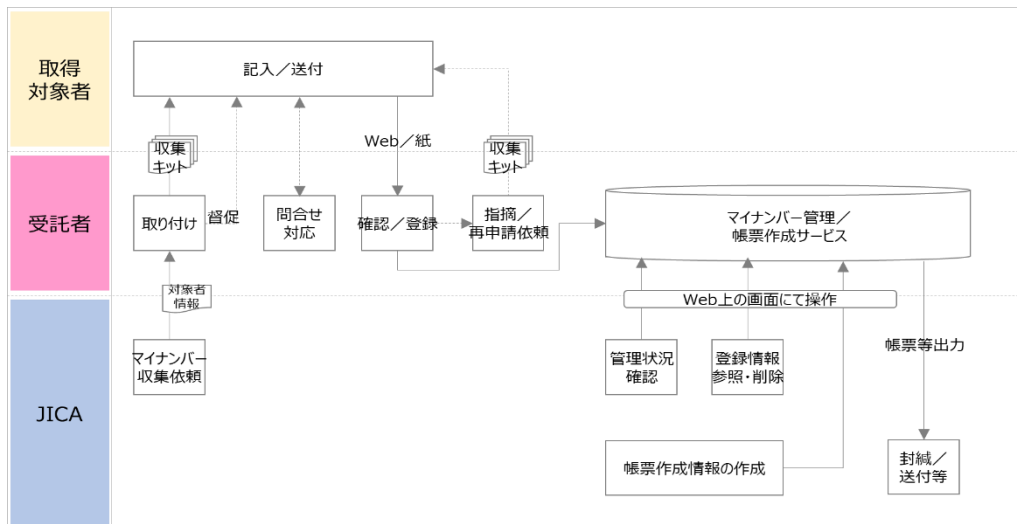 取得
対象者
記入／送付
収集
キット
Web／紙
収集
キット
受託者
取り付け
督促
問合せ
対応
確認／登録
指摘／
再申請依頼
マイナンバー管理／
帳票作成サービス
対象者
情報
Web上の画面にて操作
JICA
マイナンバー
収集依頼
管理状況
確認
登録情報
参照・削除
帳票等出力
帳票作成情報の作成
封緘／
送付等